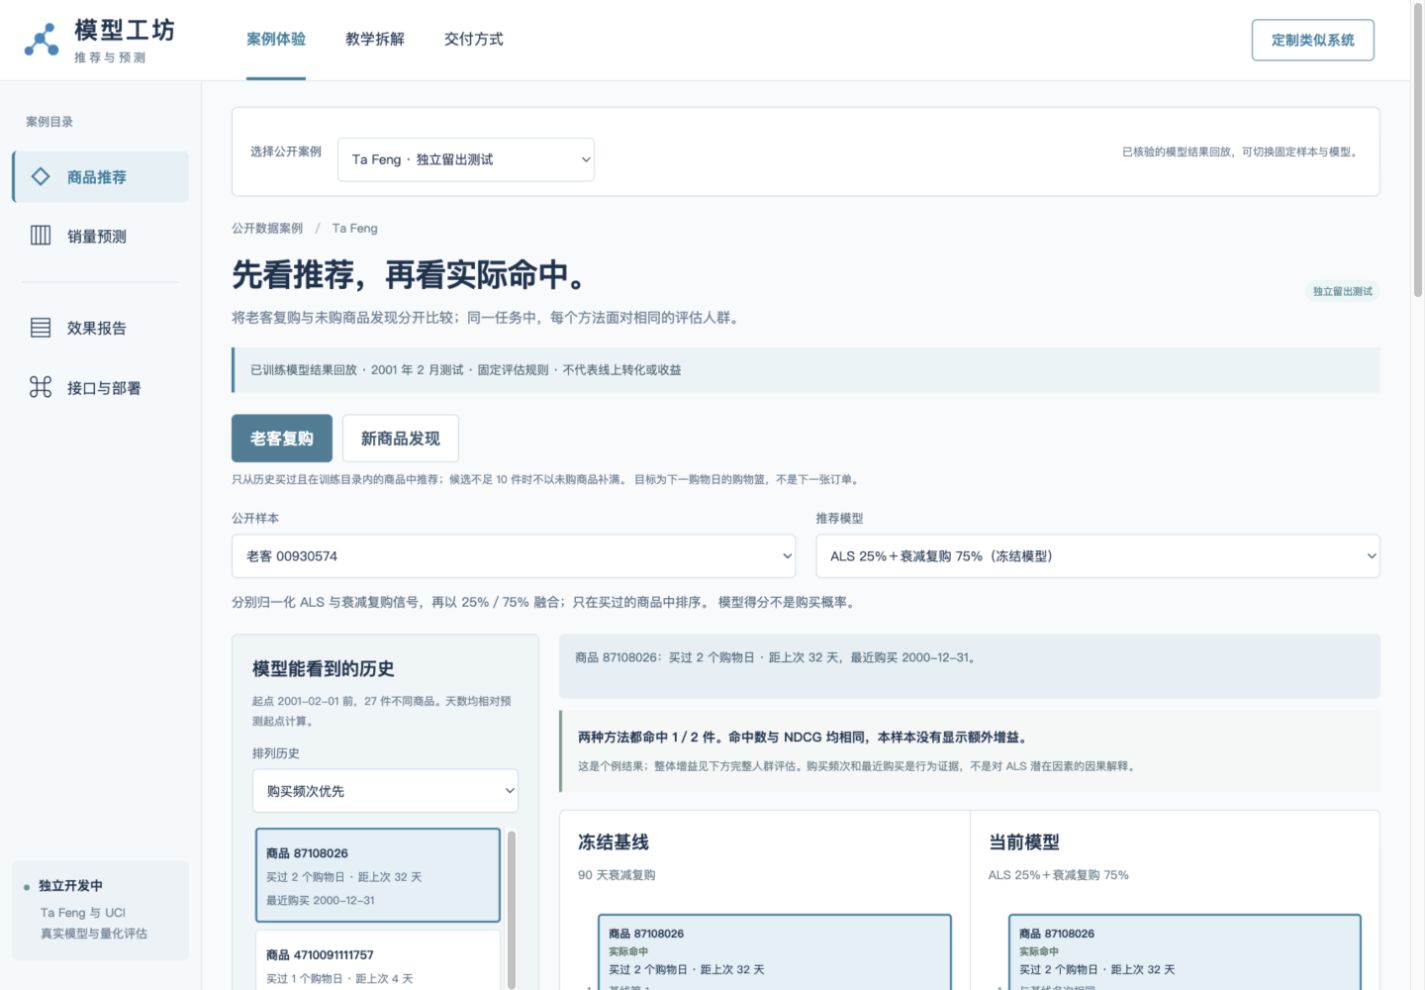 模型工坊
推荐与预测
案例体验
教学拆解
交付方式
定制类似系统
案例目录
商品推荐
销量预测
效果报告
接口与部署
独立开发中
Ta Feng 与 UCI
真实模型与量化评估
选择公开案例
Ta Feng · 独立留出测试
已核验的模型结果回放，可切换固定样本与模型。
公开数据案例 / Ta Feng
先看推荐，再看实际命中。
独立留出测试
将老客复购与未购商品发现分开比较；同一任务中，每个方法面对相同的评估人群。
已训练模型结果回放 · 2001 年 2 月测试 · 固定评估规则 · 不代表线上转化或收益
老客复购
新商品发现
只从历史买过且在训练目录内的商品中推荐；候选不足 10 件时不以未购商品补满。 目标为下一购物日的购物篮，不是下一张订单。
公开样本
老客 00930574
推荐模型
ALS 25%＋衰减复购 75%（冻结模型）
分别归一化 ALS 与衰减复购信号，再以 25% / 75% 融合；只在买过的商品中排序。 模型得分不是购买概率。
模型能看到的历史
起点 2001-02-01 前，27 件不同商品。天数均相对预
测起点计算。
排列历史
购买频次优先
商品 87108026
买过 2 个购物日 · 距上次 32 天
最近购买 2000-12-31
商品 4710091111757
买过 1 个购物日 · 距上次 4 天
商品 87108026：买过 2 个购物日 · 距上次 32 天，最近购买 2000-12-31。
两种方法都命中 1 / 2 件。命中数与 NDCG 均相同，本样本没有显示额外增益。
这是个例结果；整体增益见下方完整人群评估。购买频次和最近购买是行为证据，不是对 ALS 潜在因素的因果解释。
冻结基线
90 天衰减复购
商品 87108026
实际命中
买过 2 个购物日 · 距上次 32 天
当前模型
ALS 25%＋衰减复购 75%
商品 87108026
实际命中
买过 2 个购物日 · 距上次 32 天